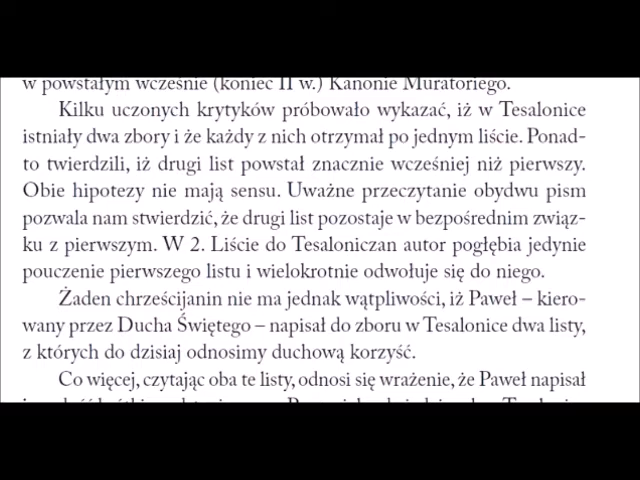 w powstałym wcześnie (koniec II w.) Kanonie Muratoriego.
Kilku uczonych krytyków próbowało wykazać, iż w Tesalonice
istniały dwa zbory i że każdy z nich otrzymał po jednym liście. Ponad-
to twierdzili, iż drugi list powstał znacznie wcześniej niż pierwszy.
Obie hipotezy nie mają sensu. Uważne przeczytanie obydwu pism
pozwala nam stwierdzić, że drugi list pozostaje w bezpośrednim związ-
ku z pierwszym. W 2. Liście do Tesaloniczan autor pogłębia jedynie
pouczenie pierwszego listu i wielokrotnie odwołuje się do niego.
Żaden chrześcijanin nie ma jednak wątpliwości, iż Paweł – kiero-
wany przez Ducha Świętego – napisał do zboru w Tesalonice dwa listy,
z których do dzisiaj odnosimy duchową korzyść.
Co więcej, czytając oba te listy, odnosi się wrażenie, że Paweł napisał